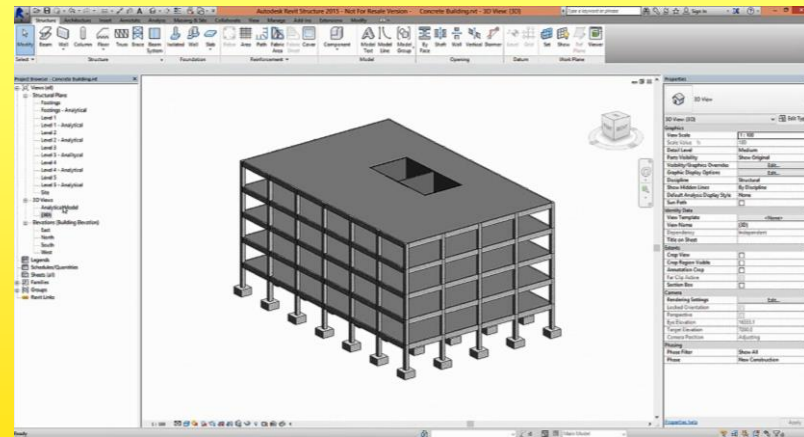 Autodesk Revit Structure 2015 - Not For Resale Version - Concrete Building.rvt - 3D View: {3D}
Type a keyword or phrase
Sign In
Structure Architecture Insert Annotate Analyze Massing & Site Collaborate View Manage Add-Ins Extensions Modify
Modify Beam Wall Column Floor Truss Brace Beam System Isolated Wall Slab Rebar Area Path Fabric Area Fabric Sheet Cover Component Model Text Model Line Model Group By Face Shaft Wall Vertical Dormer Level Grid Set Show Ref Plane Viewer
Select Structure Foundation Reinforcement Model Opening Datum Work Plane
Project Browser - Concrete Building.rvt
Views (all)
Structural Plans
Footings
Footings - Analytical
Level 1
Level 1 - Analytical
Level 2
Level 2 - Analytical
Level 3
Level 3 - Analytical
Level 4
Level 4 - Analytical
Level 5
Level 5 - Analytical
Site
3D Views
Analytical Model
{3D}
Elevations (Building Elevation)
East
North
South
West
Legends
Schedules/Quantities
Sheets (all)
Families
Groups
Revit Links
Properties
3D View
3D View: {3D}
Edit Type
Graphics
View Scale 1 : 100
Scale Value 1: 100
Detail Level Medium
Parts Visibility Show Original
Visibility/Graphics Overrides Edit...
Graphic Display Options Edit...
Discipline Structural
Show Hidden Lines By Discipline
Default Analysis Display Style None
Sun Path
Identity Data
View Template <None>
View Name {3D}
Dependency Independent
Title on Sheet
Extents
Crop View
Crop Region Visible
Annotation Crop
Far Clip Active
Section Box
Camera
Rendering Settings Edit...
Locked Orientation
Perspective
Eye Elevation
Target Elevation
Camera Position Adjusting
Phasing
Phase Filter Show All
Phase New Construction
Properties help
Apply
1 : 100
Ready
Main Model